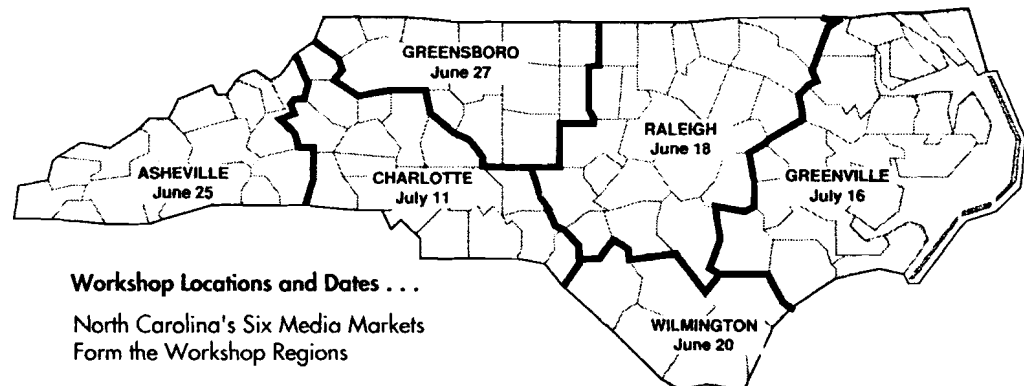 GREENSBORO
June 27
RALEIGH
June 18
ASHEVILLE
June 25
CHARLOTTE
July 11
GREENVILLE
July 16
Workshop Locations and Dates . . .
North Carolina's Six Media Markets
Form the Workshop Regions
WILMINGTON
June 20